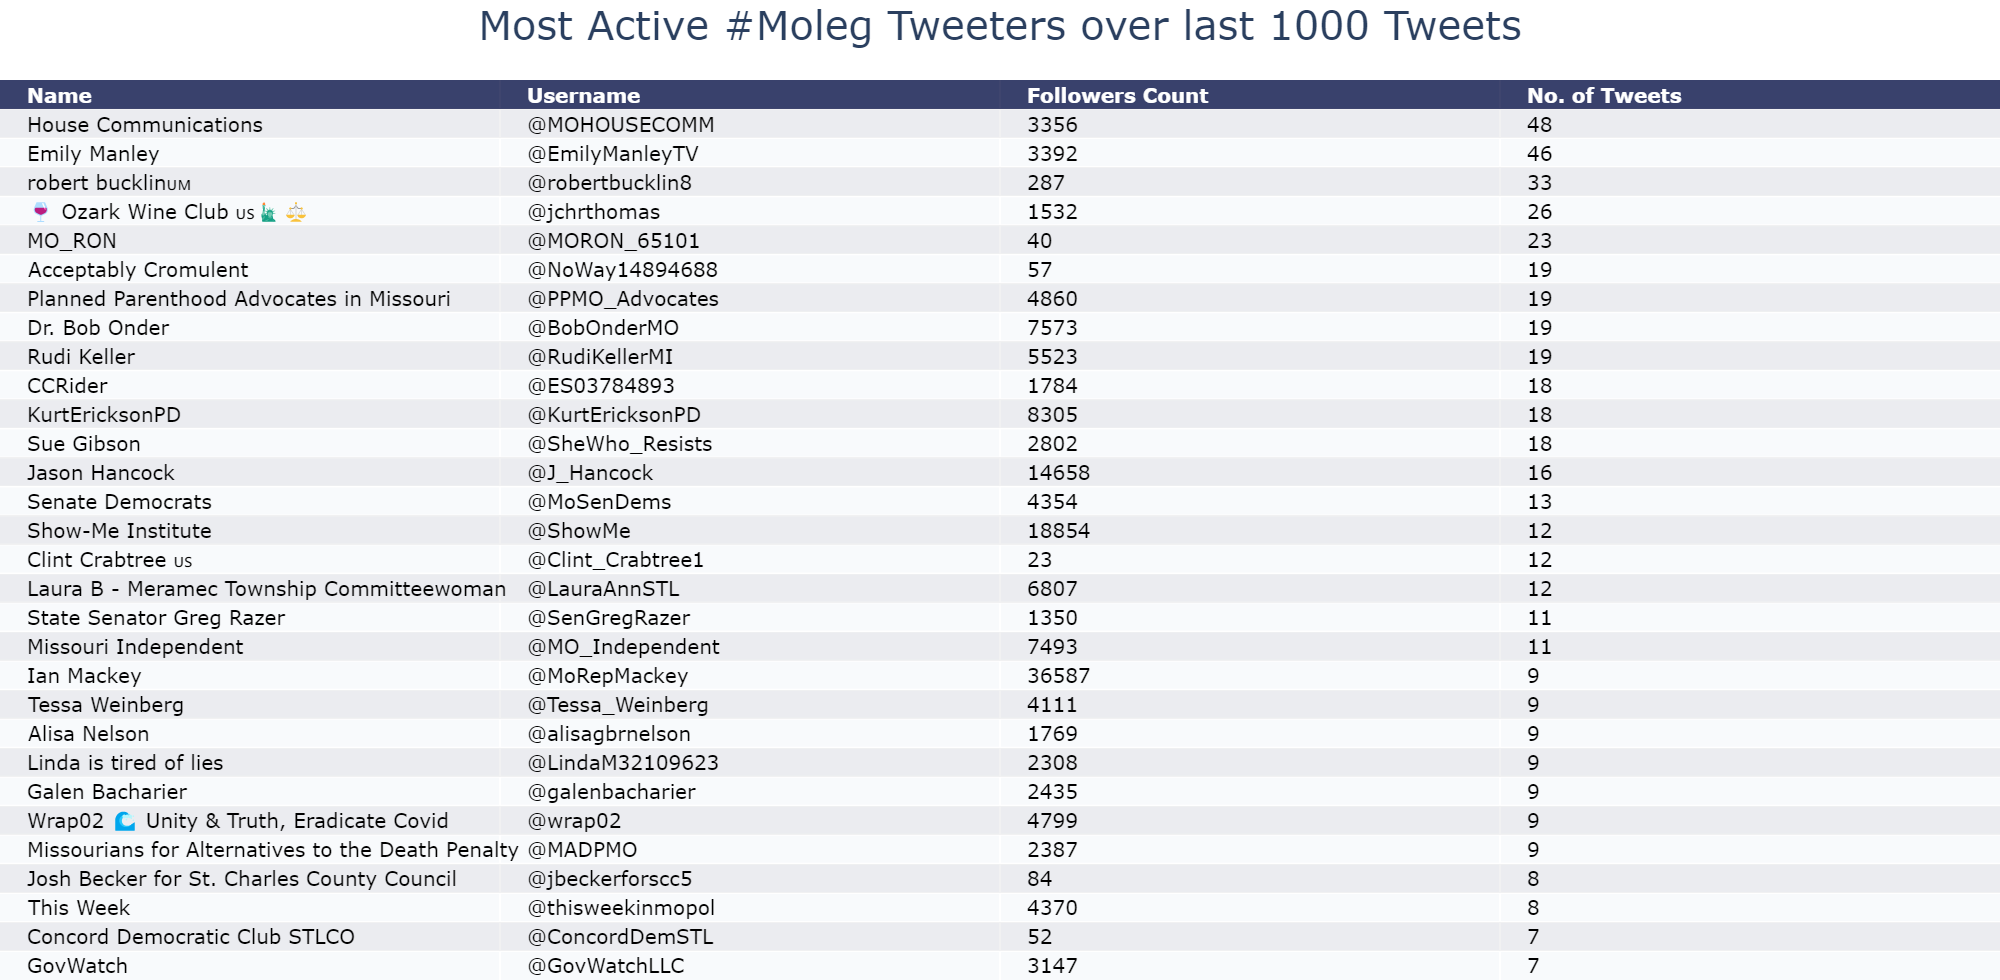 Most Active #Moleg Tweeters over last 1000 Tweets
Name Username Followers Count No. of Tweets
House Communications @MOHOUSECOMM 3356 48
Emily Manley @EmilyManleyTV 3392 46
robert bucklinUM @robertbucklin8 287 33
🍷 Ozark Wine Club US🗽 ⚖️ @jchrthomas 1532 26
MO_RON @MORON_65101 40 23
Acceptably Cromulent @NoWay14894688 57 19
Planned Parenthood Advocates in Missouri @PPMO_Advocates 4860 19
Dr. Bob Onder @BobOnderMO 7573 19
Rudi Keller @RudiKellerMI 5523 19
CCRider @ES03784893 1784 18
KurtEricksonPD @KurtEricksonPD 8305 18
Sue Gibson @SheWho_Resists 2802 18
Jason Hancock @J_Hancock 14658 16
Senate Democrats @MoSenDems 4354 13
Show-Me Institute @ShowMe 18854 12
Clint Crabtree US @Clint_Crabtree1 23 12
Laura B - Meramec Township Committeewoman @LauraAnnSTL 6807 12
State Senator Greg Razer @SenGregRazer 1350 11
Missouri Independent @MO_Independent 7493 11
Ian Mackey @MoRepMackey 36587 9
Tessa Weinberg @Tessa_Weinberg 4111 9
Alisa Nelson @alisagbrnelson 1769 9
Linda is tired of lies @LindaM32109623 2308 9
Galen Bacharier @galenbacharier 2435 9
Wrap02 🌊 Unity & Truth, Eradicate Covid @wrap02 4799 9
Missourians for Alternatives to the Death Penalty @MADPMO 2387 9
Josh Becker for St. Charles County Council @jbeckerforscc5 84 8
This Week @thisweekinmopol 4370 8
Concord Democratic Club STLCO @ConcordDemSTL 52 7
GovWatch @GovWatchLLC 3147 7